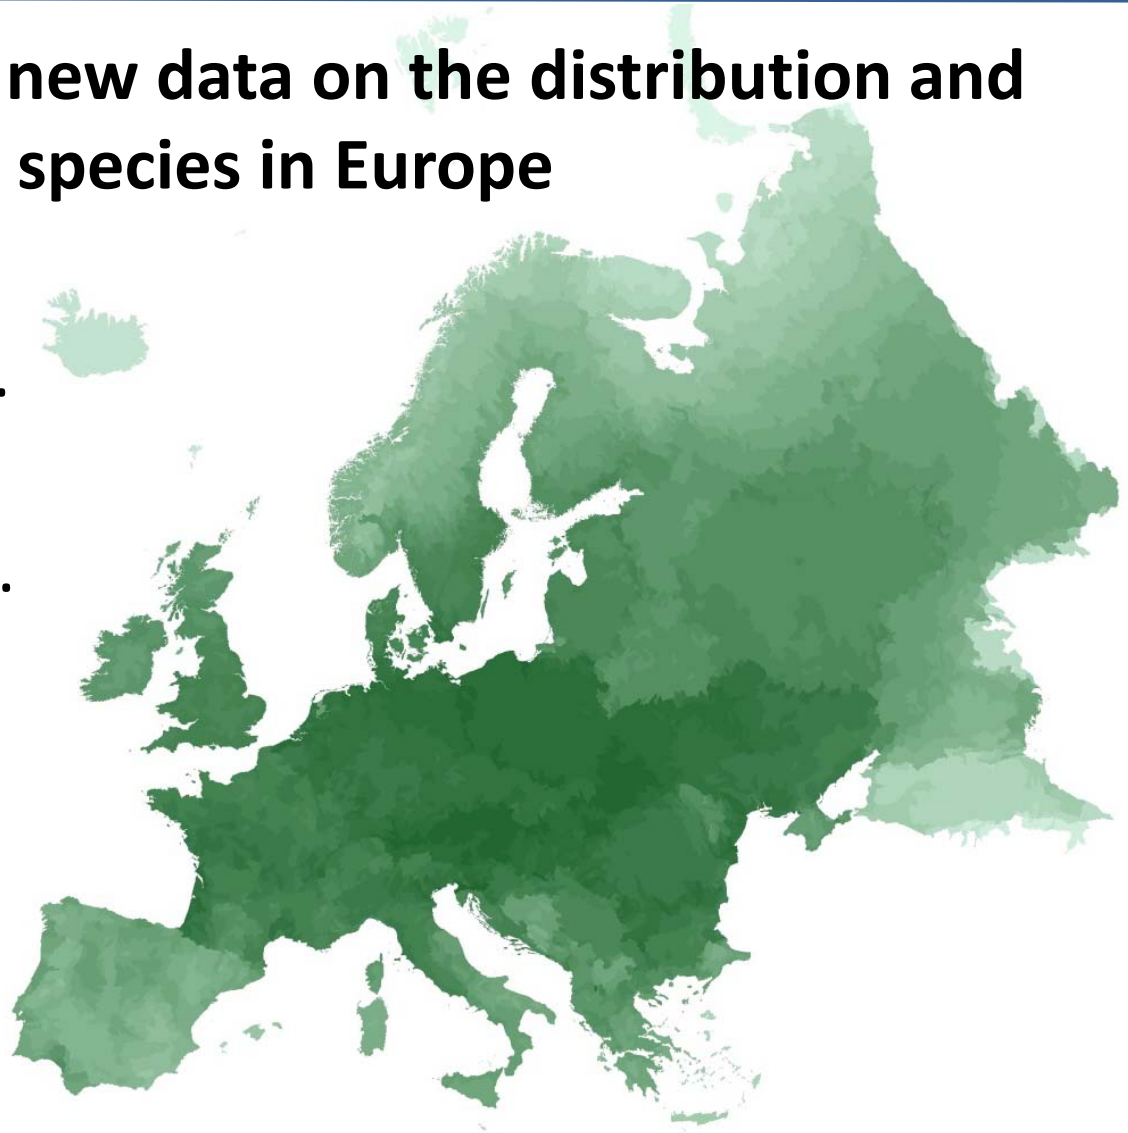 new data on the distribution and
species in Europe
.
.